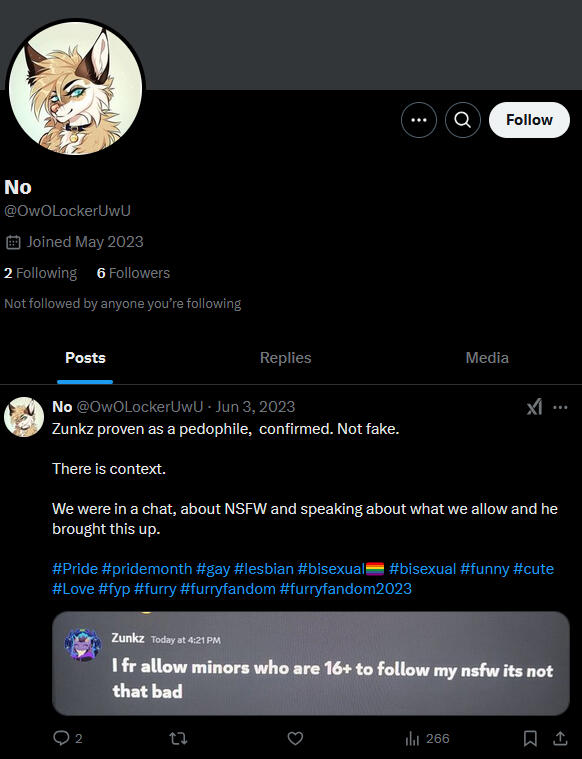 Follow
No
@OwOLockerUwU
Joined May 2023
2 Following 6 Followers
Not followed by anyone you're following
Posts Replies Media
No @OwOLockerUwU · Jun 3, 2023
Zunkz proven as a pedophile, confirmed. Not fake.
There is context.
We were in a chat, about NSFW and speaking about what we allow and he
brought this up.
#Pride #pridemonth #gay #lesbian #bisexual🏳️‍🌈 #bisexual #funny #cute
#Love #fyp #furry #furryfandom #furryfandom2023
Zunkz Today at 4:21 PM
I fr allow minors who are 16+ to follow my nsfw its not
that bad
2 266